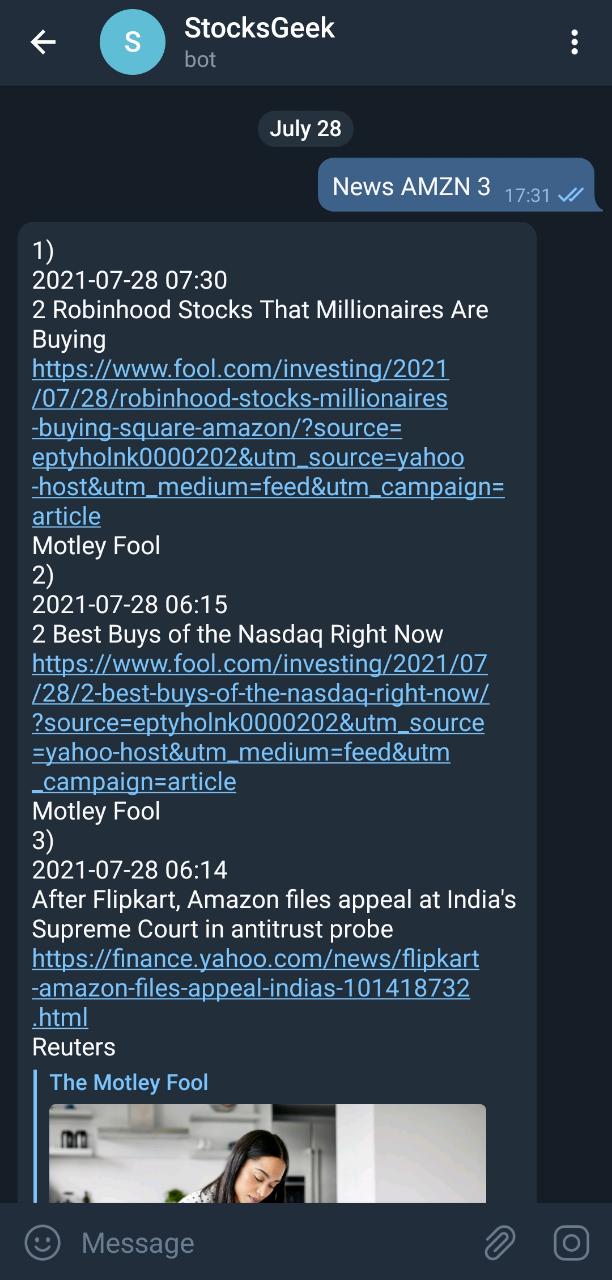 StocksGeek
S
bot
July 28
News AMZN 3
17:31
1)
2021-07-28 07:30
2 Robinhood Stocks That Millionaires Are
Buying
https://www.fool.com/investing/2021
/07/28/robinhood-stocks-millionaires
-buying-square-amazon/?source=
eptyholnk0000202&utm_source=yahoo
-host&utm_medium=feed&utm_campaign=
article
Motley Fool
2)
2021-07-28 06:15
2 Best Buys of the Nasdaq Right Now
https://www.fool.com/investing/2021/07
/28/2-best-buys-of-the-nasdaq-right-now/
?source=eptyholnk0000202&utm_source
=yahoo-host&utm_medium=feed&utm
_campaign=article
Motley Fool
3)
2021-07-28 06:14
After Flipkart, Amazon files appeal at India's
Supreme Court in antitrust probe
https://finance.yahoo.com/news/flipkart
-amazon-files-appeal-indias-101418732
.html
Reuters
The Motley Fool
Message